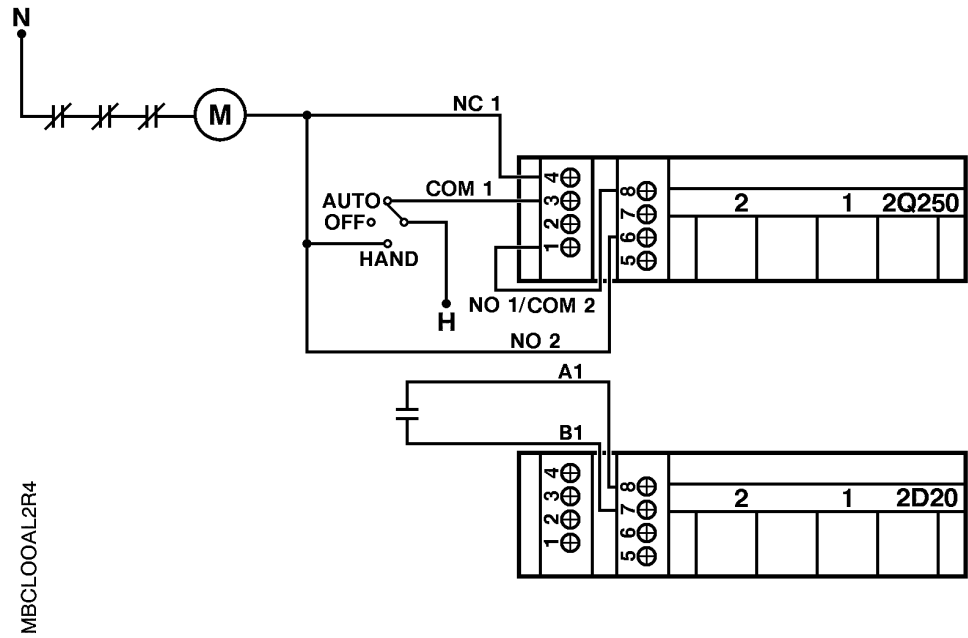 N
M
NC 1
AUTO
COM 1
OFF
HAND
H
NO 1/COM 2
NO 2
4
3
2
1
8
7
6
5
2 1 2Q250
A1
B1
4
3
2
1
8
7
6
5
2 1 2D20
MBCLOOAL2R4